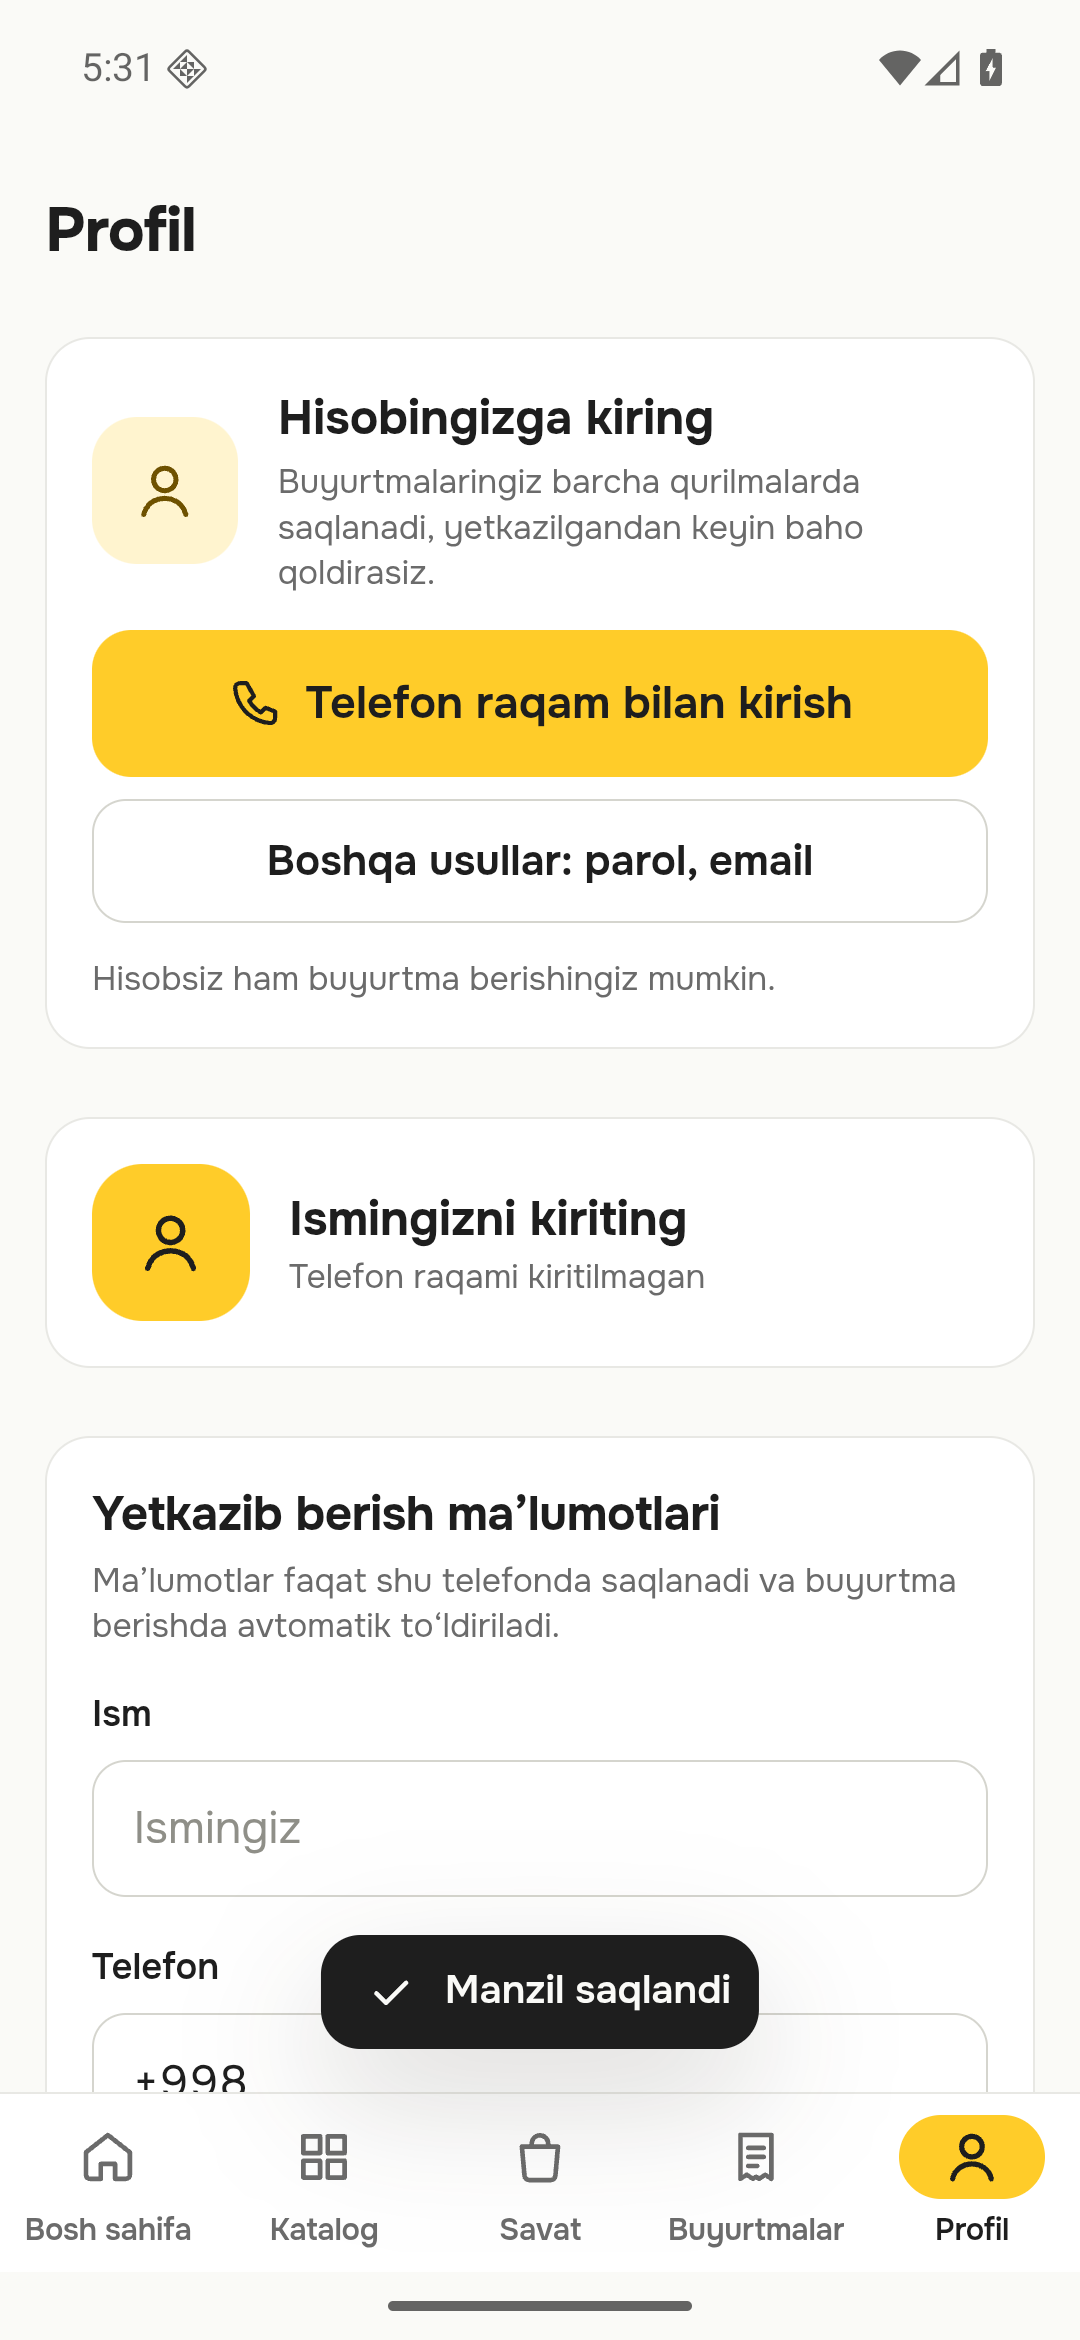 5:31
Profil
Hisobingizga kiring
Buyurtmalaringiz barcha qurilmalarda
saqlanadi, yetkazilgandan keyin baho
qoldirasiz.
Telefon raqam bilan kirish
Boshqa usullar: parol, email
Hisobsiz ham buyurtma berishingiz mumkin.
Ismingizni kiriting
Telefon raqami kiritilmagan
Yetkazib berish ma’lumotlari
Ma’lumotlar faqat shu telefonda saqlanadi va buyurtma
berishda avtomatik to‘ldiriladi.
Ism
Ismingiz
Telefon
Manzil saqlandi
+998
Bosh sahifa
Katalog
Savat
Buyurtmalar
Profil